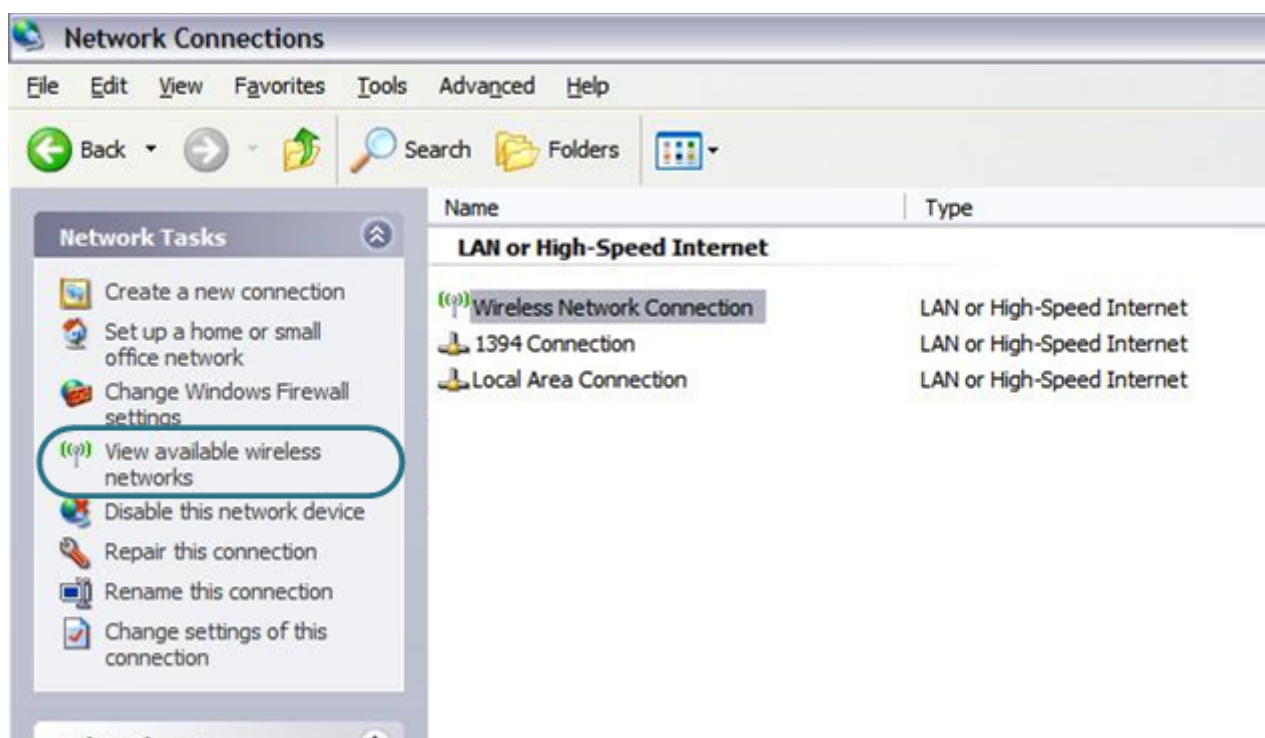 Network Connections
File Edit View Favorites Tools Advanced Help
Back Search Folders
Network Tasks
Create a new connection
Set up a home or small
office network
Change Windows Firewall
settings
View available wireless
networks
Disable this network device
Repair this connection
Rename this connection
Change settings of this
connection
Name Type
LAN or High-Speed Internet
Wireless Network Connection LAN or High-Speed Internet
1394 Connection LAN or High-Speed Internet
Local Area Connection LAN or High-Speed Internet